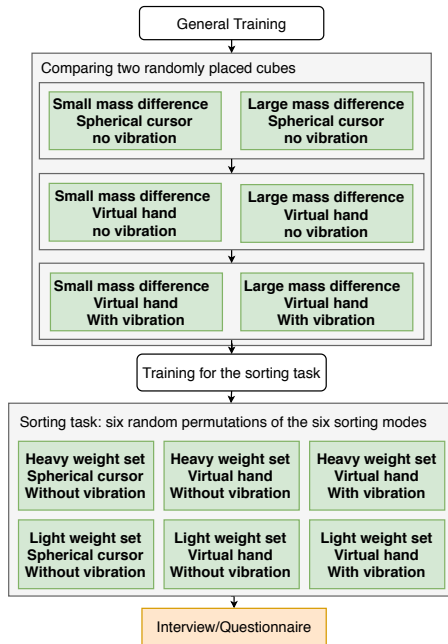 General Training
Comparing two randomly placed cubes
Small mass difference
Spherical cursor
no vibration
Large mass difference
Spherical cursor
no vibration
Small mass difference
Virtual hand
no vibration
Large mass difference
Virtual hand
no vibration
Small mass difference
Virtual hand
With vibration
Large mass difference
Virtual hand
With vibration
Training for the sorting task
Sorting task: six random permutations of the six sorting modes
Heavy weight set
Spherical cursor
Without vibration
Heavy weight set
Virtual hand
Without vibration
Heavy weight set
Virtual hand
With vibration
Light weight set
Spherical cursor
Without vibration
Light weight set
Virtual hand
Without vibration
Light weight set
Virtual hand
With vibration
Interview/Questionnaire